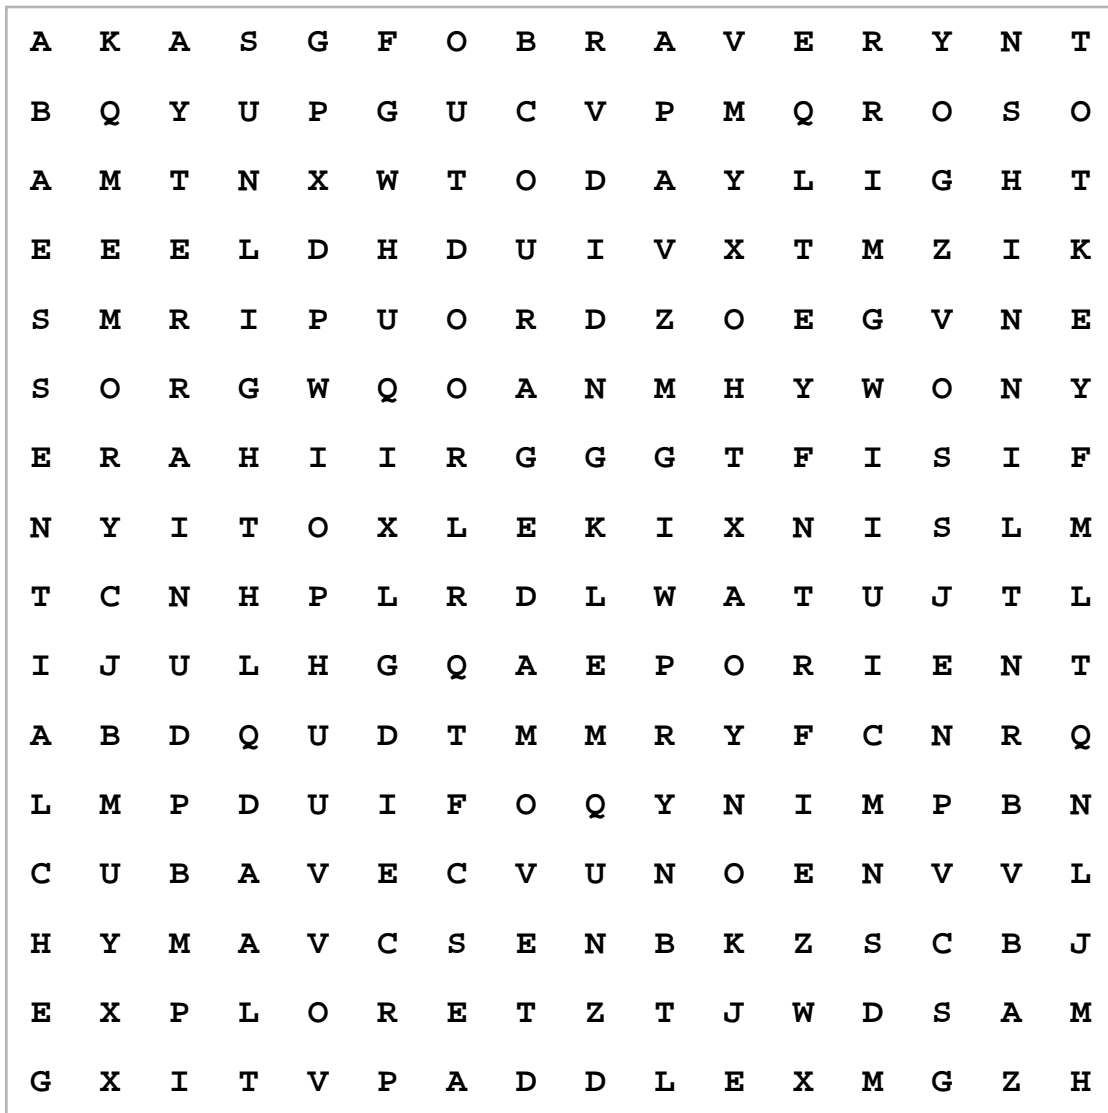 A K A S G F O B R A V E R Y N T
B Q Y U P G U C V P M Q R O S O
A M T N X W T O D A Y L I G H T
E E E L D H D U I V X T M Z I K
S M R I P U O R D Z O E G V N E
S O R G W Q O A N M H Y W O N Y
E R A H I I R G G G T F I S I F
N Y I T O X L E K I X N I S L M
T C N H P L R D L W A T U J T L
I J U L H G Q A E P O R I E N T
A B D Q U D T M M R Y F C N R Q
L M P D U I F O Q Y N I M P B N
C U B A V E C V U N O E N V V L
H Y M A V C S E N B K Z S C B J
E X P L O R E T Z T J W D S A M
G X I T V P A D D L E X M G Z H